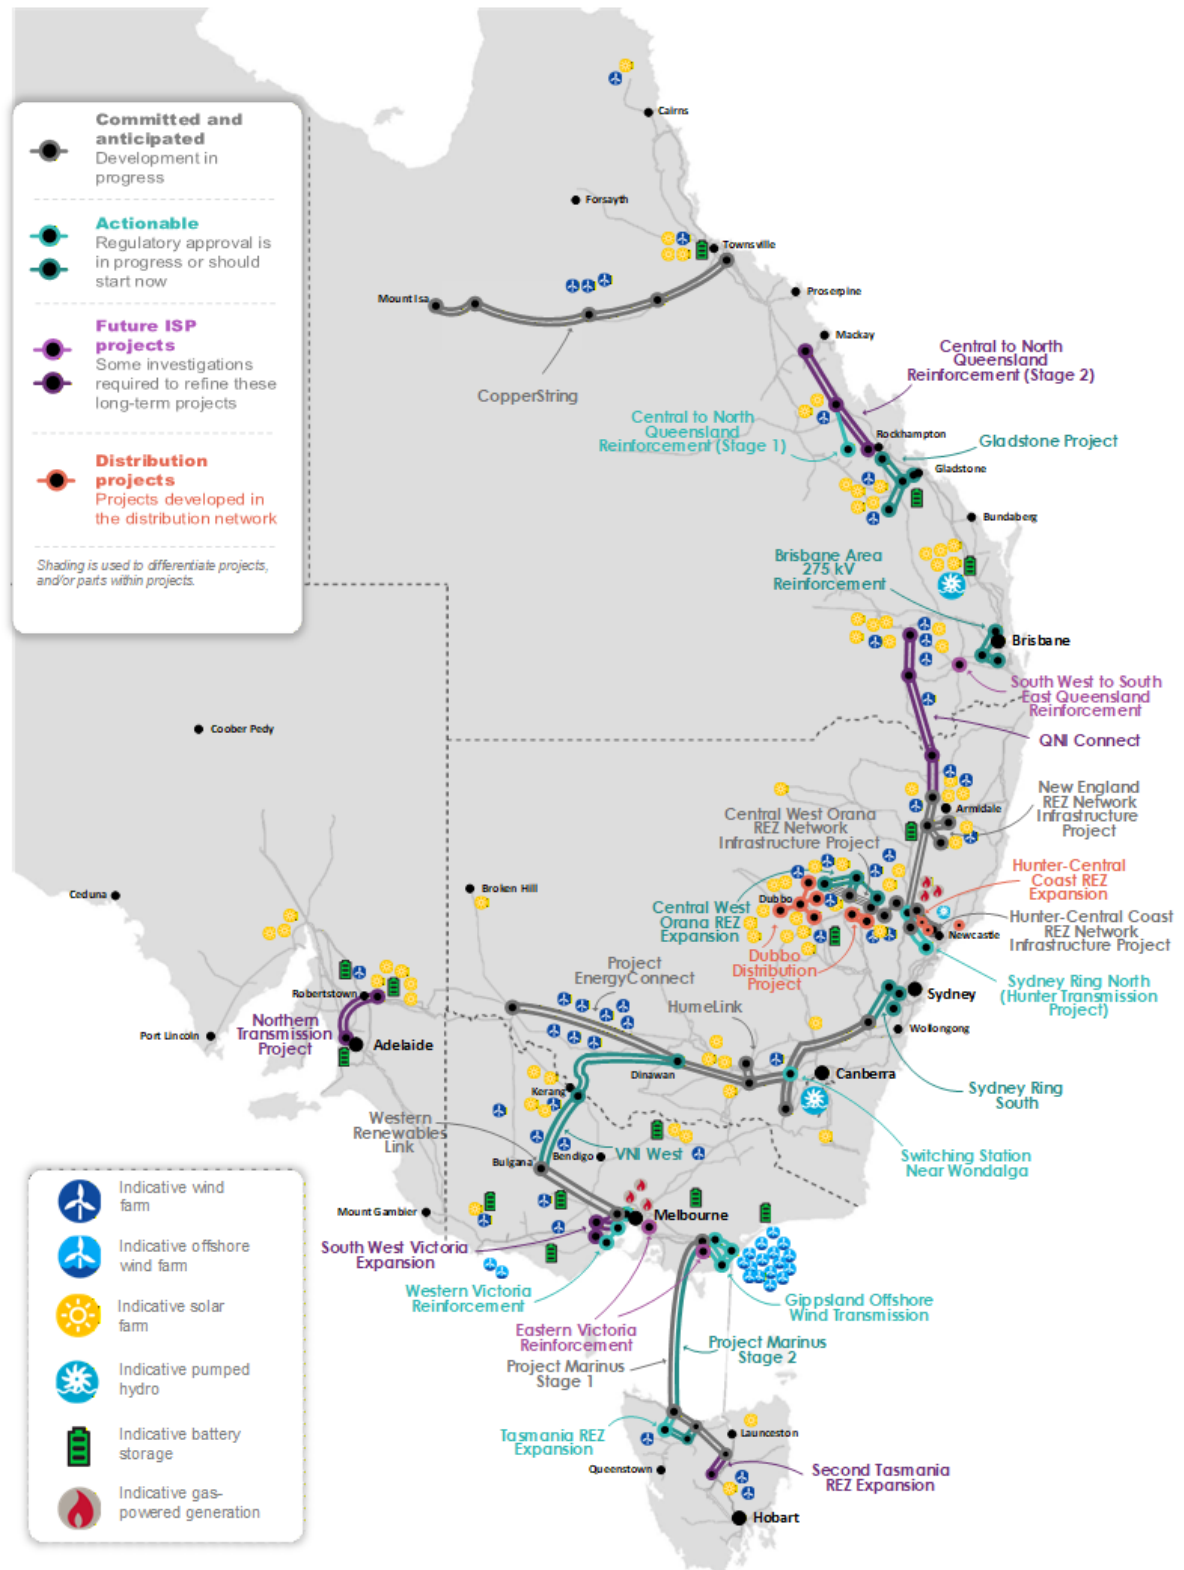 Committed and
anticipated
Development in
progress
Actionable
Regulatory approval is
in progress or should
start now
Future ISP
projects
Some investigations
required to refine these
long-term projects
Distribution
projects
Projects developed in
the distribution network
Shading is used to differentiate projects,
and/or parts within projects.
Cairns
Forsayth
Townsville
Mount Isa
Proserpine
Mackay
CopperString
Central to North
Queensland
Reinforcement (Stage 2)
Central to North
Queensland
Reinforcement (Stage 1)
Rockhampton
Gladstone Project
Gladstone
Bundaberg
Brisbane Area
275 kV
Reinforcement
Brisbane
South West to South
East Queensland
Reinforcement
QNI Connect
Coober Pedy
New England
REZ Network
Infrastructure
Project
Armidale
Central West Orana
REZ Network
Infrastructure Project
Hunter-Central
Coast REZ
Expansion
Ceduna
Broken Hill
Dubbo
Central West
Orana REZ
Expansion
Hunter-Central Coast
REZ Network
Infrastructure Project
Newcastle
Dubbo
Distribution
Project
Project
EnergyConnect
Sydney Ring North
(Hunter Transmission
Project)
Robertstown
HumeLink
Sydney
Northern
Transmission
Project
Port Lincoln
Adelaide
Wollongong
Dinawan
Canberra
Kerang
Sydney Ring
South
Western
Renewables
Link
VNI West
Bendigo
Bulgana
Switching Station
Near Wondalga
Mount Gambier
Melbourne
South West Victoria
Expansion
Western Victoria
Reinforcement
Gippsland Offshore
Wind Transmission
Eastern Victoria
Reinforcement
Project Marinus
Stage 2
Project Marinus
Stage 1
Tasmania REZ
Expansion
Launceston
Queenstown
Second Tasmania
REZ Expansion
Hobart
Indicative wind
farm
Indicative offshore
wind farm
Indicative solar
farm
Indicative pumped
hydro
Indicative battery
storage
Indicative gas-
powered generation